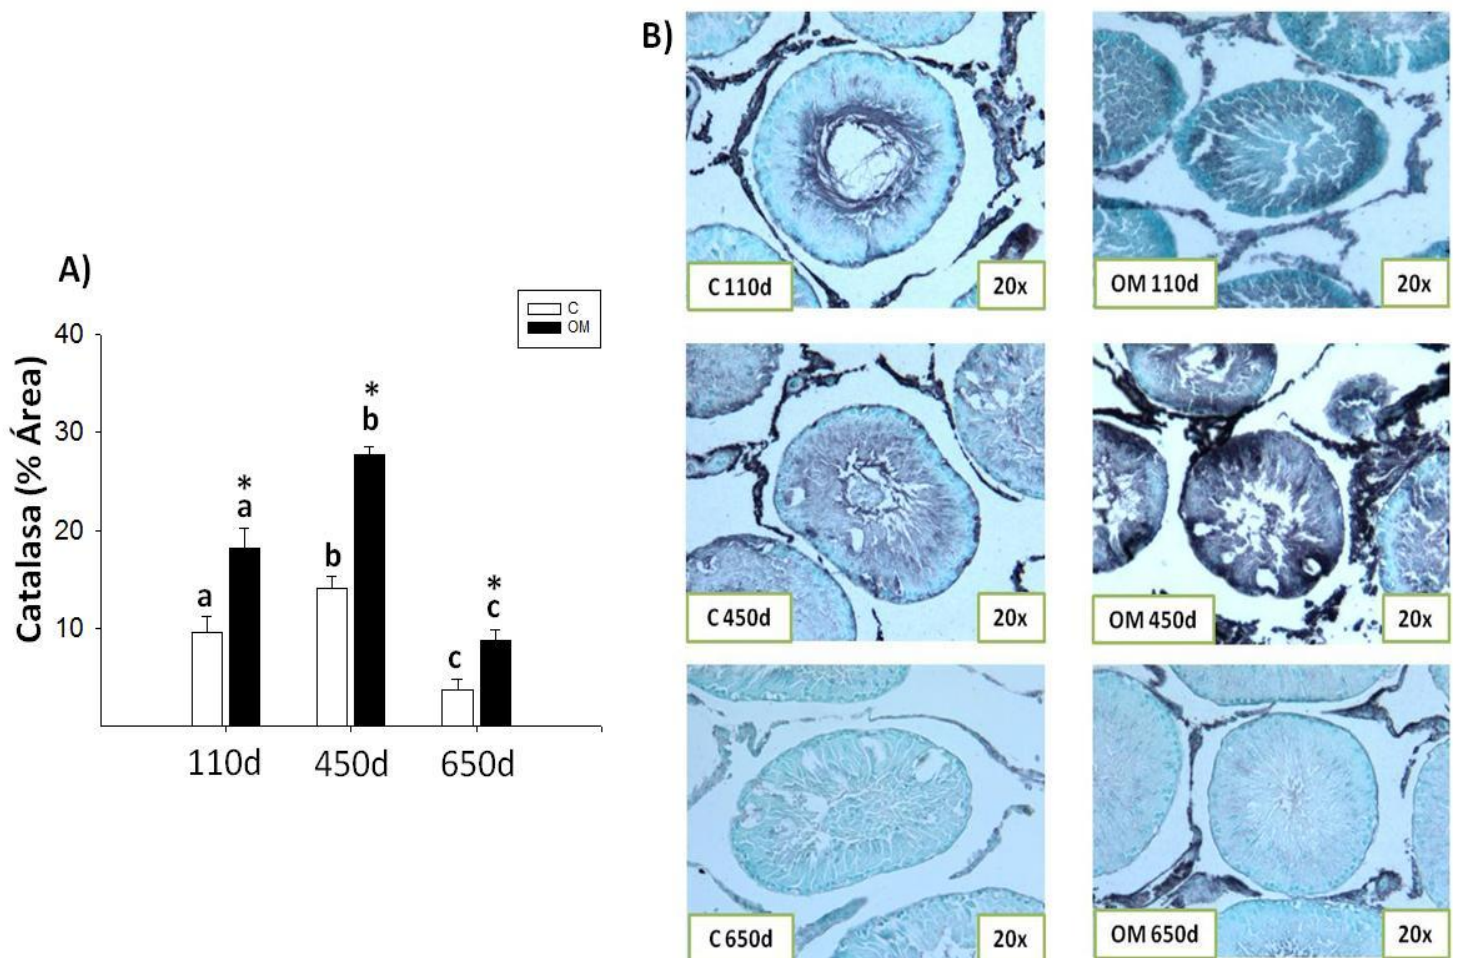 A)
C
OM
Catalasa (% Área)
40
30
20
10
a
*
a
b
*
b
c
*
c
110d
450d
650d
B)
C 110d
20x
OM 110d
20x
C 450d
20x
OM 450d
20x
C 650d
20x
OM 650d
20x